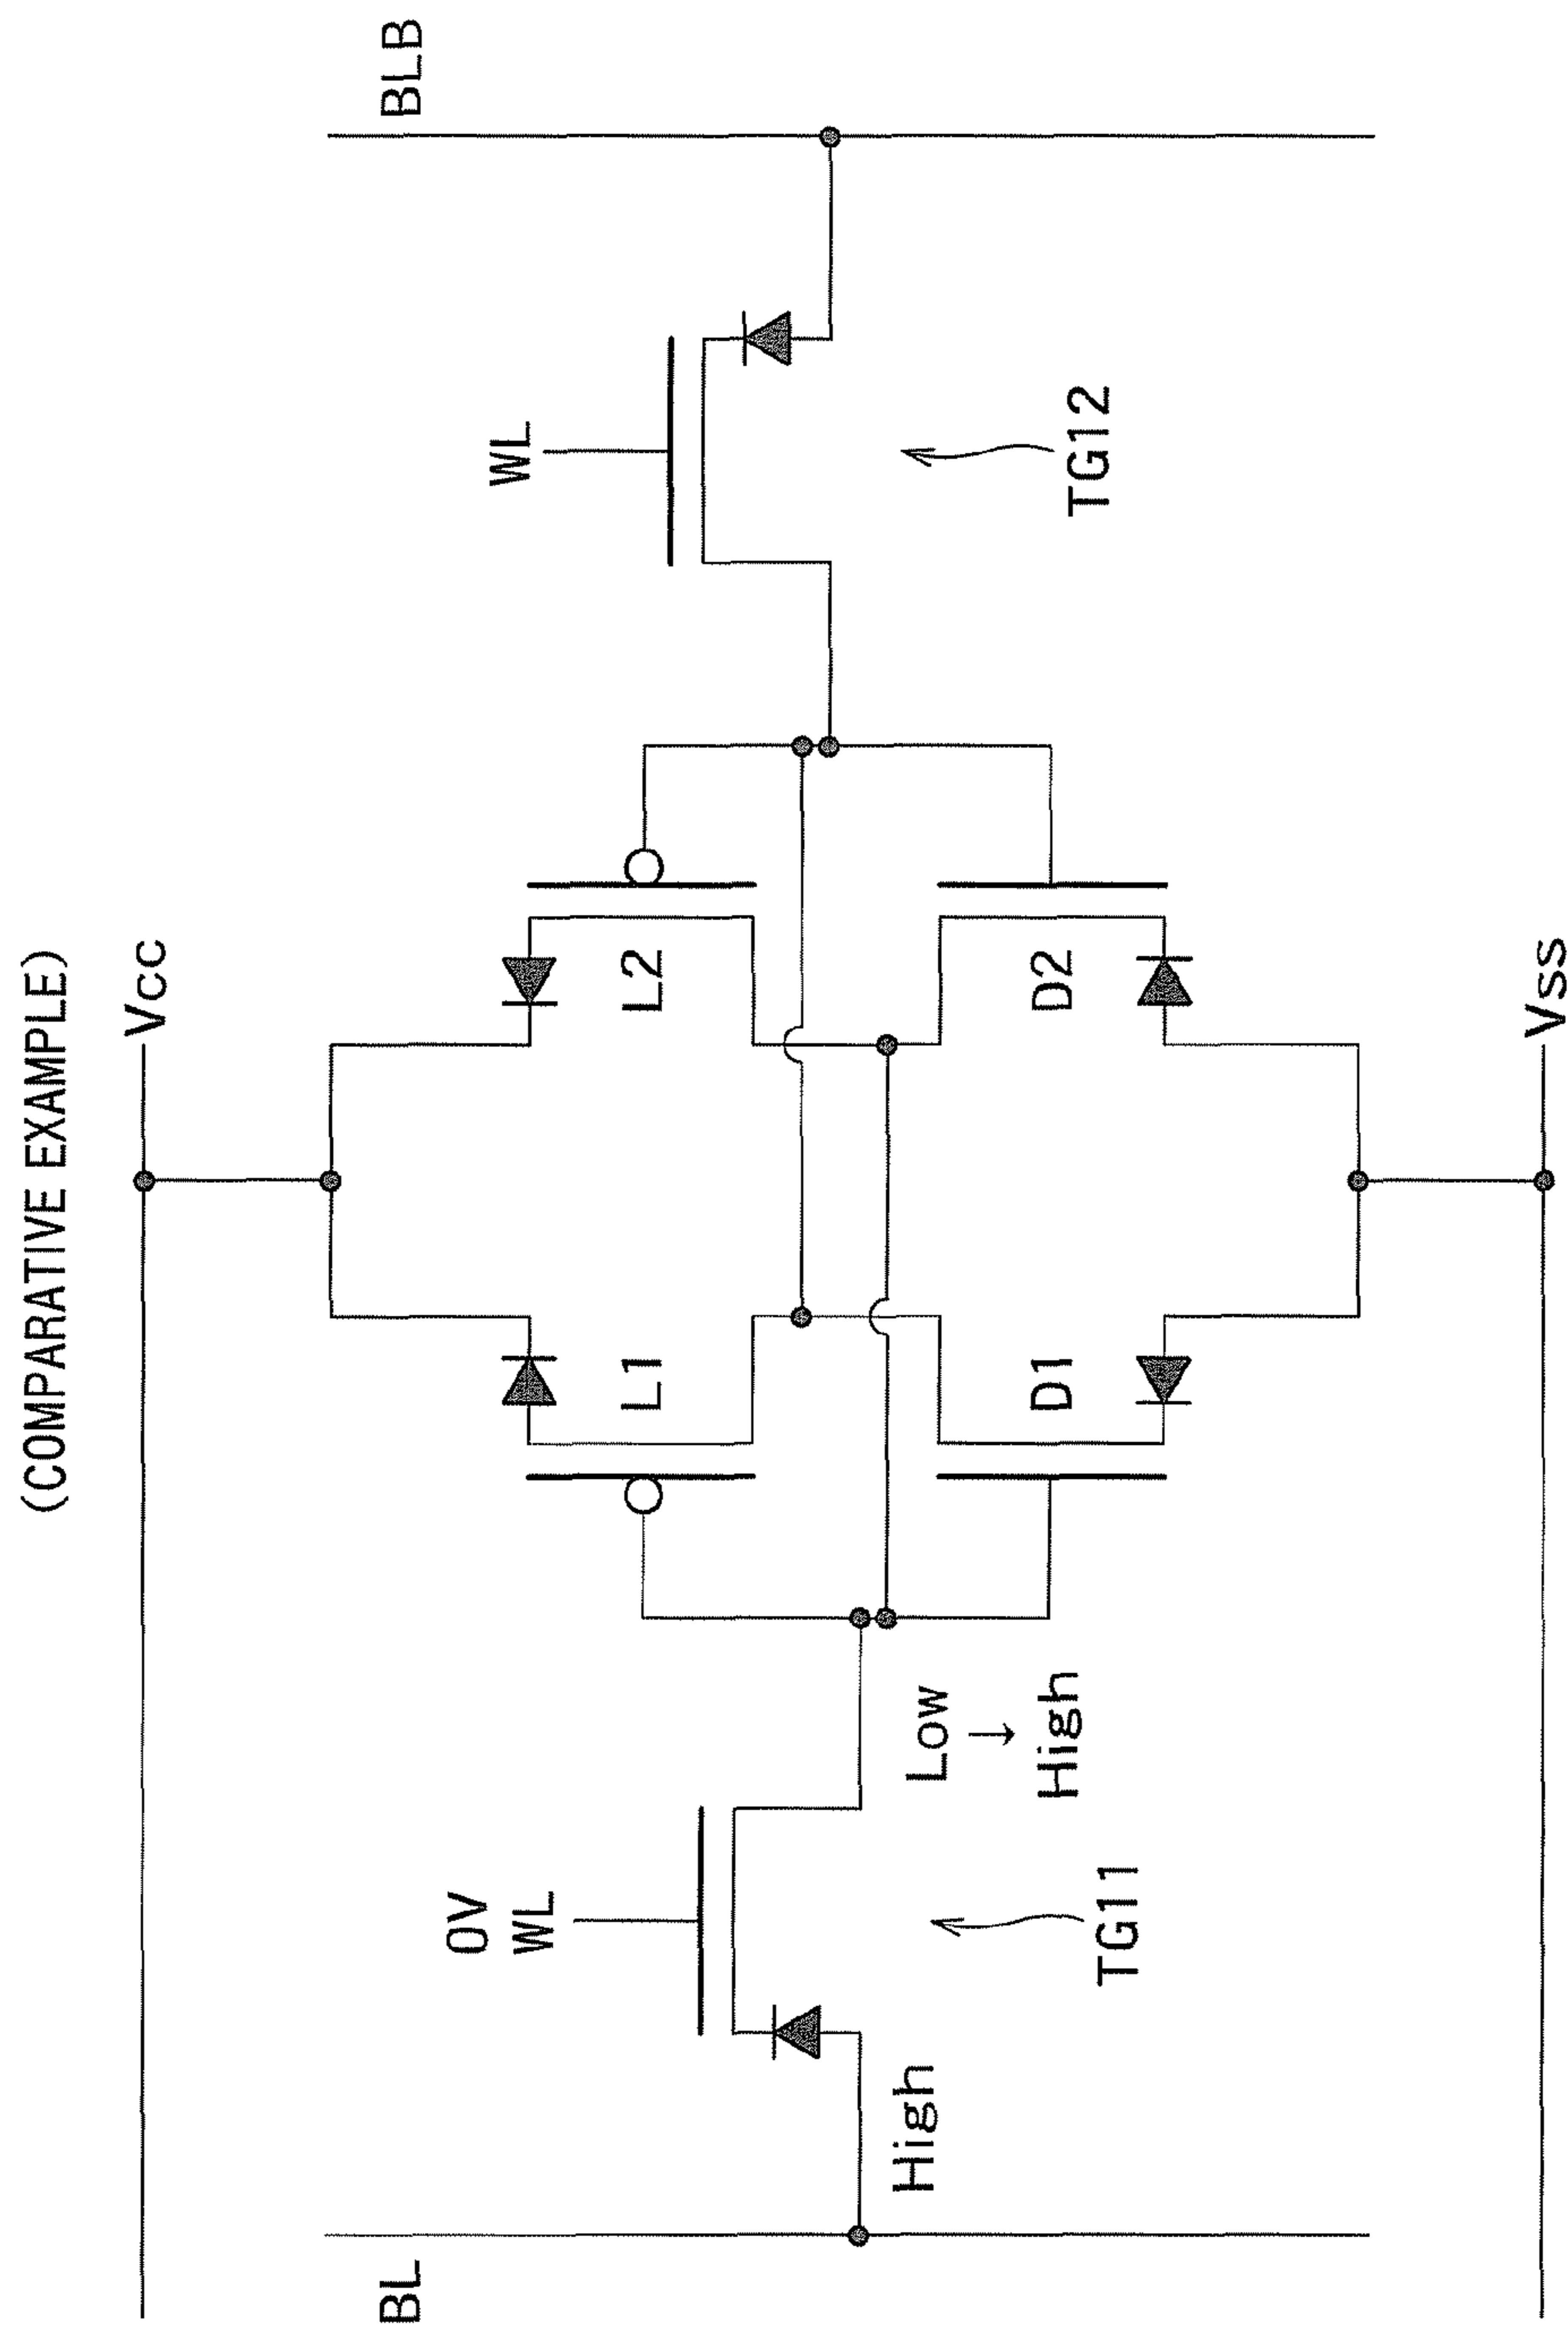 (COMPARATIVE EXAMPLE)
Vcc
BL
BLB
0V
WL
WL
L1
L2
High
Low
→
High
TG11
TG12
D1
D2
Vss